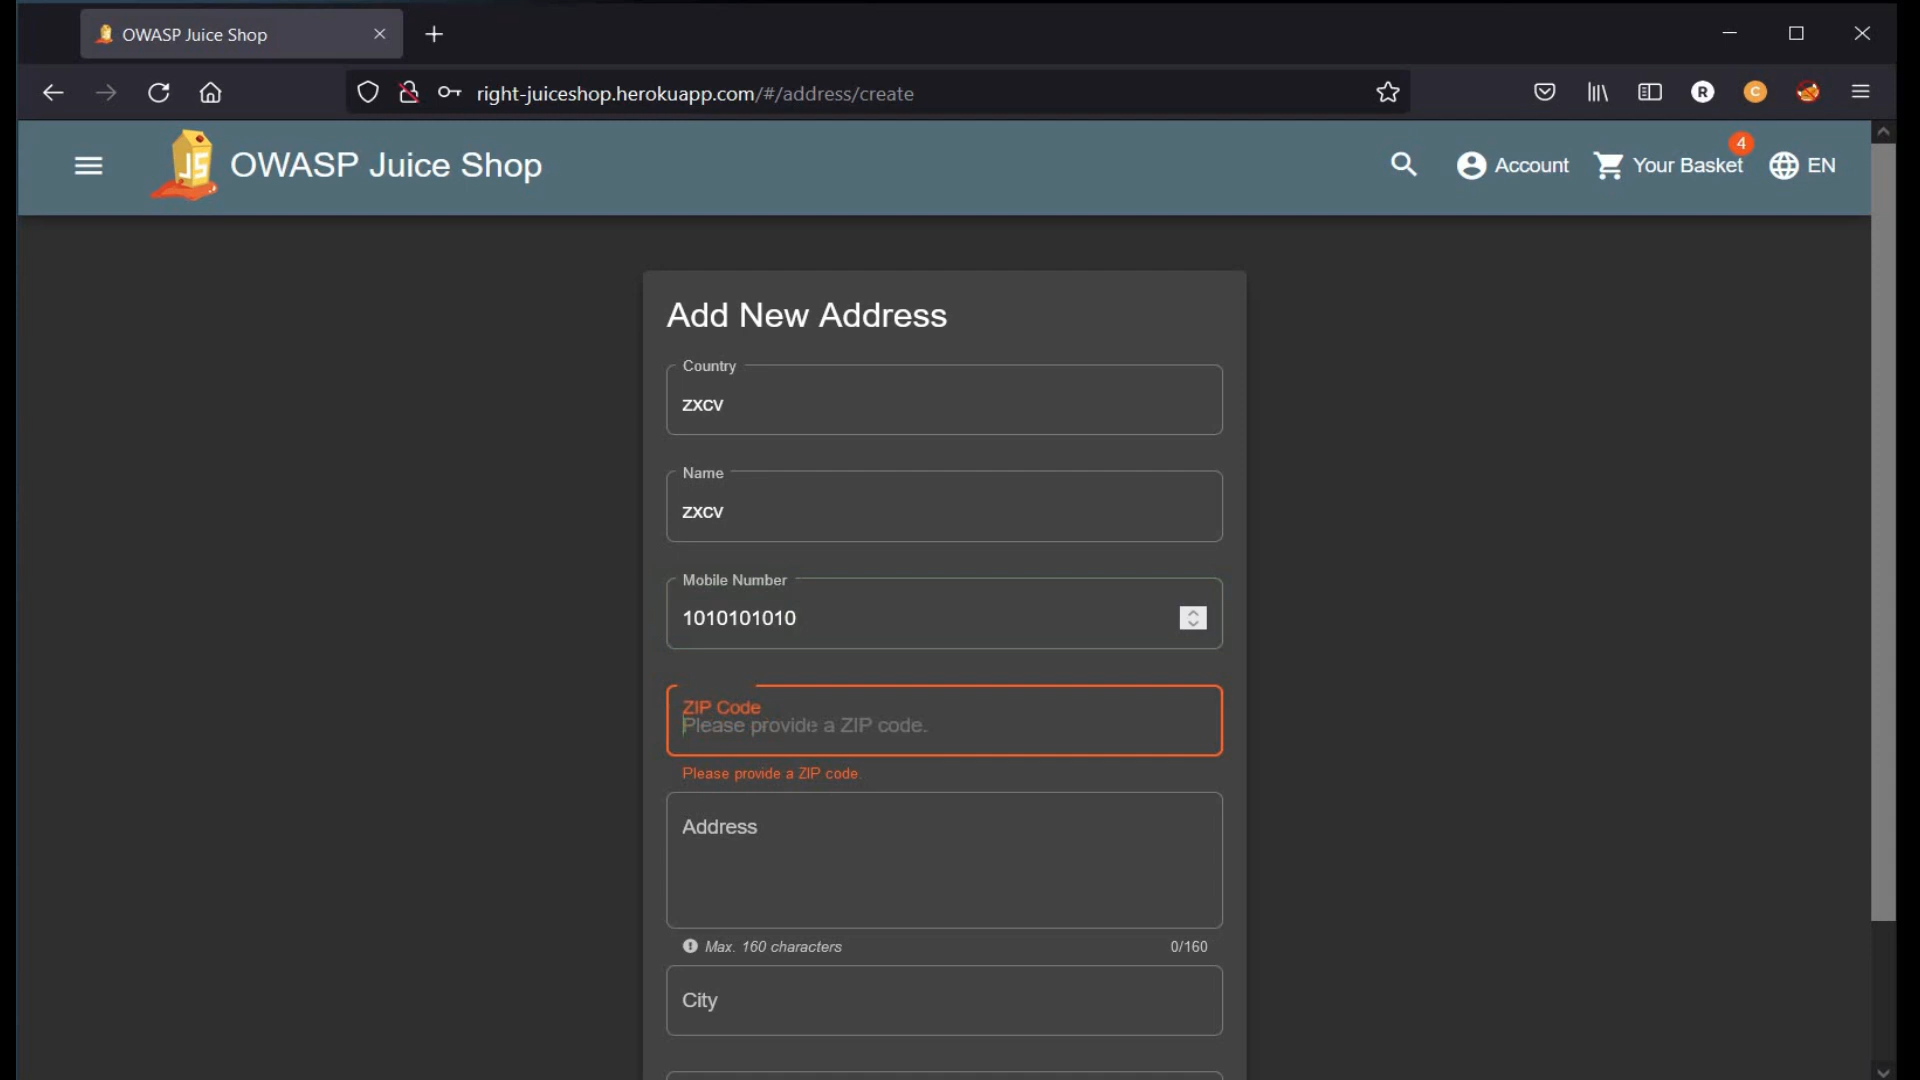 OWASP Juice Shop
right-juiceshop.herokuapp.com/#/address/create
R
C
JS
OWASP Juice Shop
Account
Your Basket
4
EN
Add New Address
Country
ZXCV
Name
ZXCV
Mobile Number
1010101010
ZIP Code
Please provide a ZIP code.
Please provide a ZIP code.
Address
Max. 160 characters
0/160
City